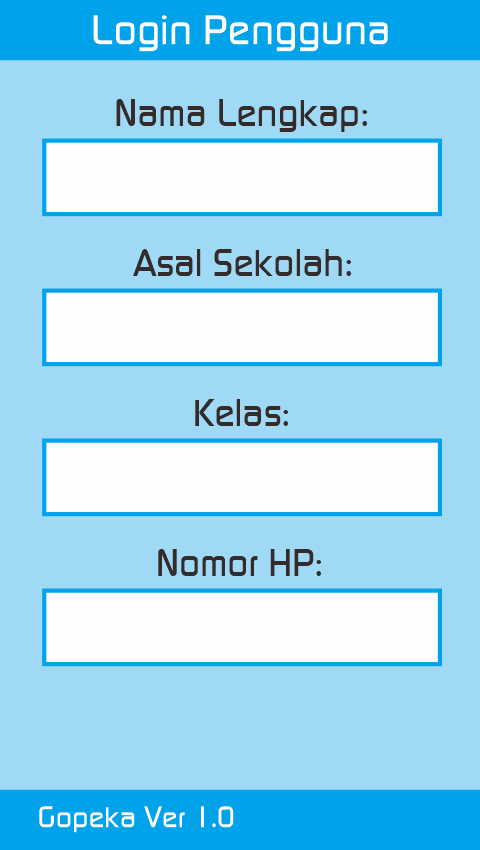 Login Pengguna
Nama Lengkap:
Asal Sekolah:
Kelas:
Nomor HP:
Gopeka Ver 1.0